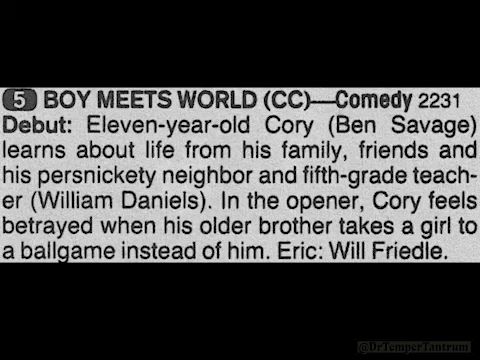 5 BOY MEETS WORLD (CC)—Comedy 2231
Debut: Eleven-year-old Cory (Ben Savage)
learns about life from his family, friends and
his persnickety neighbor and fifth-grade teach-
er (William Daniels). In the opener, Cory feels
betrayed when his older brother takes a girl to
a ballgame instead of him. Eric: Will Friedle.
@DrTemperTantrum